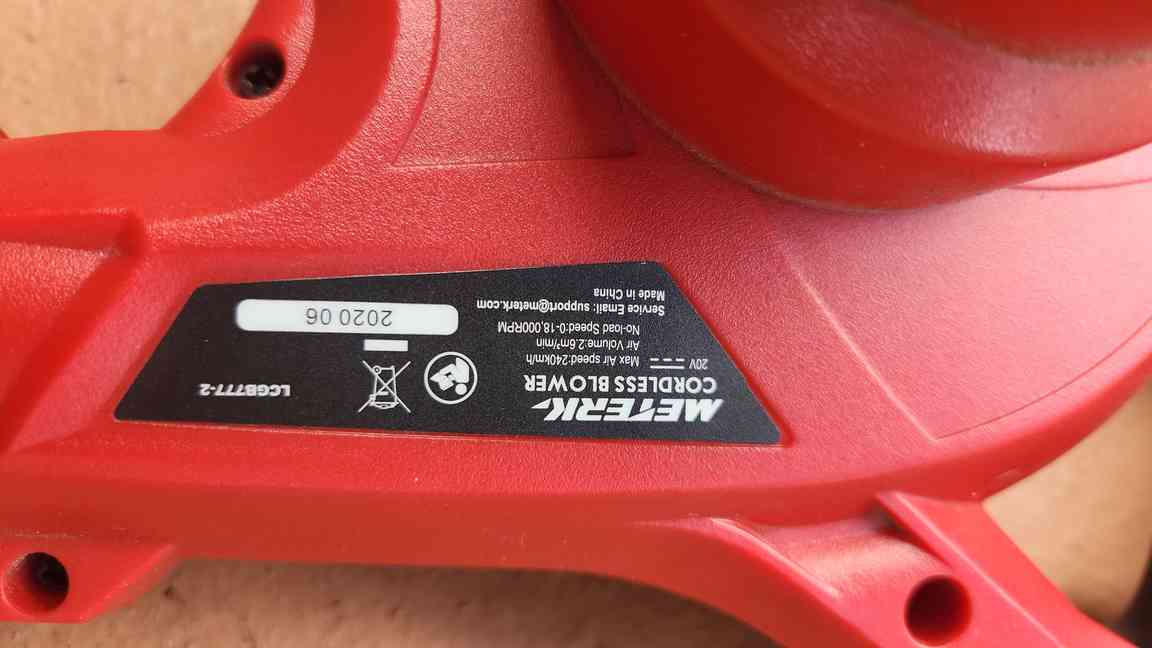 METERK
CORDLESS BLOWER
20V Max Air speed:240km/h
Air Volume:2.6m³/min
No-load Speed:0-18,000RPM
Service Email: support@meterk.com
Made in China
LCGB777-2
2020 06